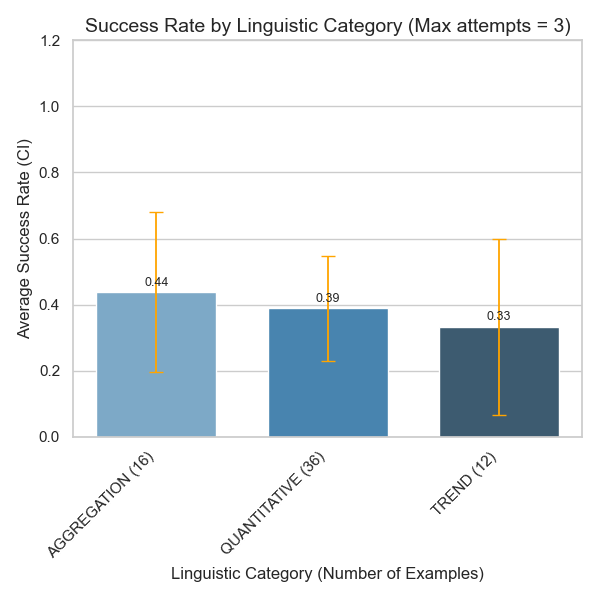 Success Rate by Linguistic Category (Max attempts = 3)
Average Success Rate (CI)
1.2
1.0
0.8
0.6
0.4
0.2
0.0
0.44
0.39
0.33
AGGREGATION (16)
QUANTITATIVE (36)
TREND (12)
Linguistic Category (Number of Examples)